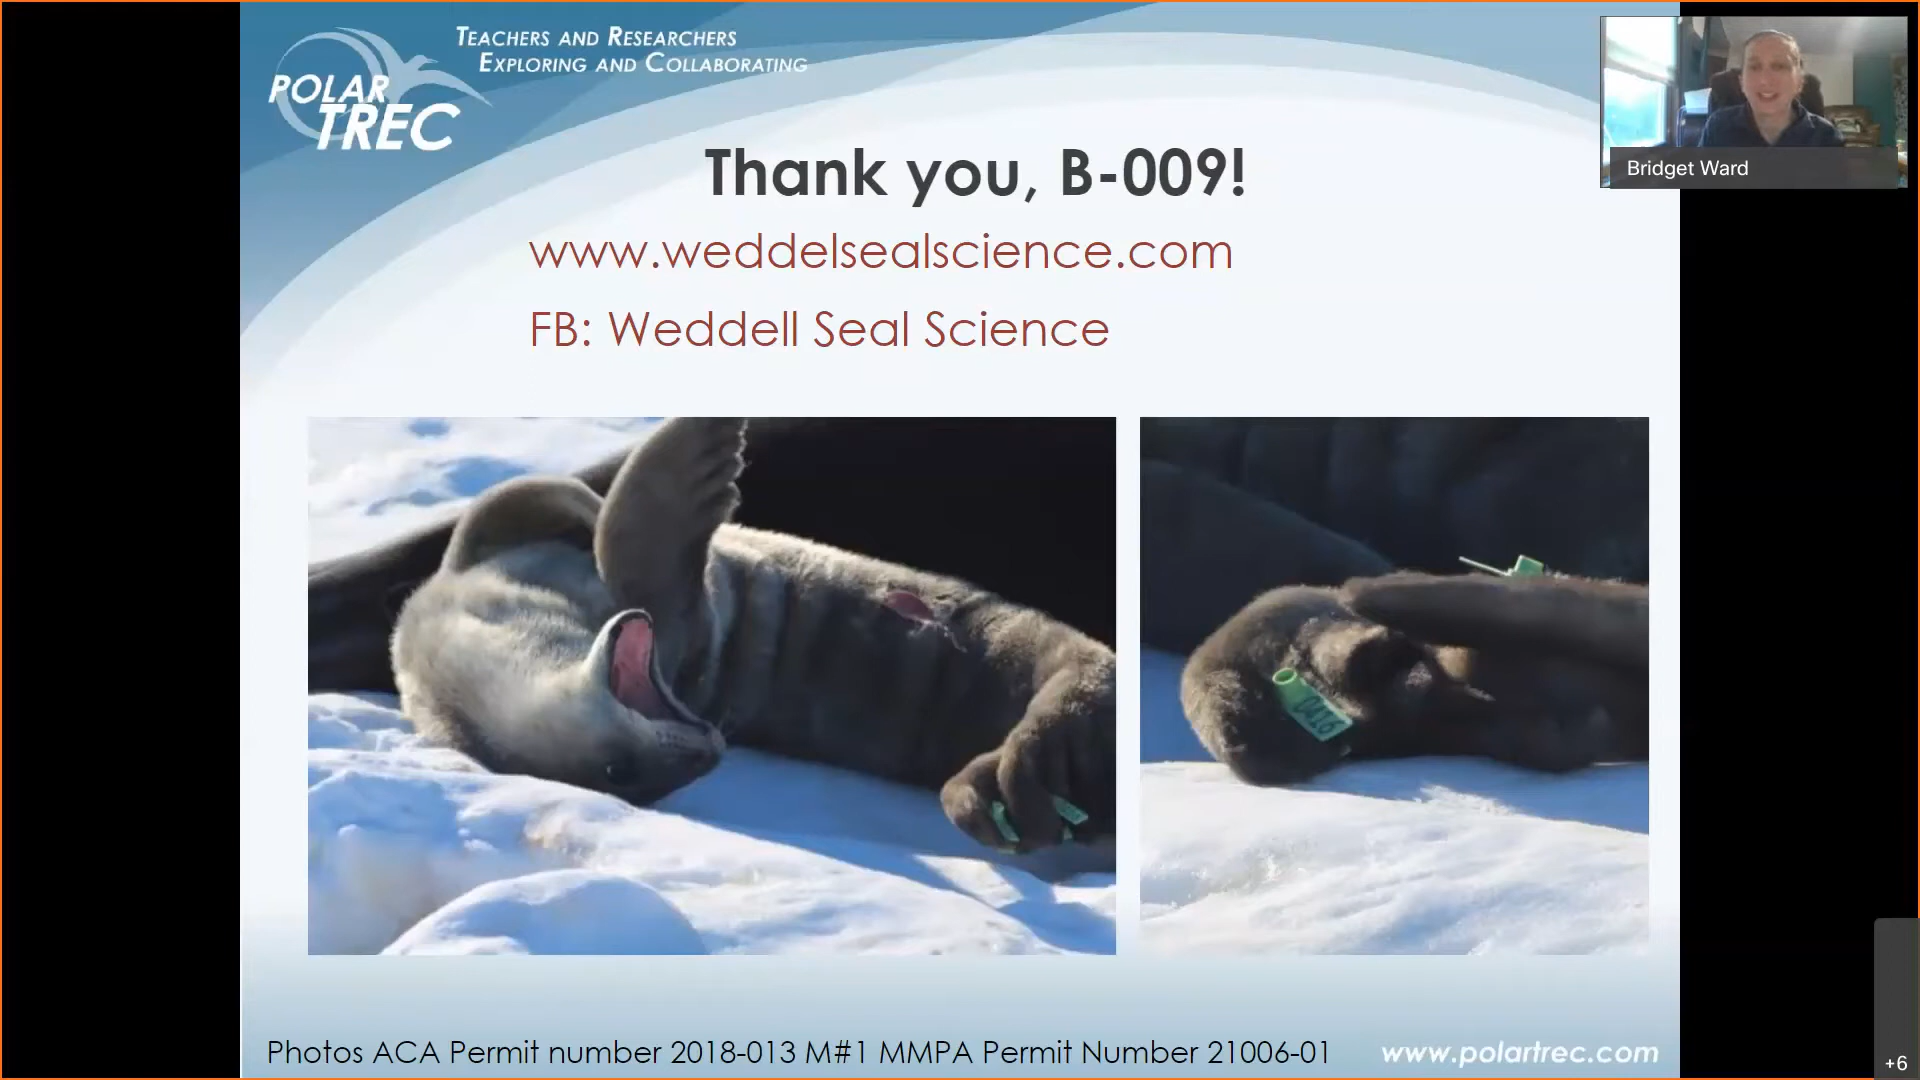 TEACHERS AND RESEARCHERS
EXPLORING AND COLLABORATING
POLAR
TREC
Bridget Ward
Thank you, B-009!
www.weddelsealscience.com
FB: Weddell Seal Science
Photos ACA Permit number 2018-013 M#1 MMPA Permit Number 21006-01
www.polartrec.com
+6